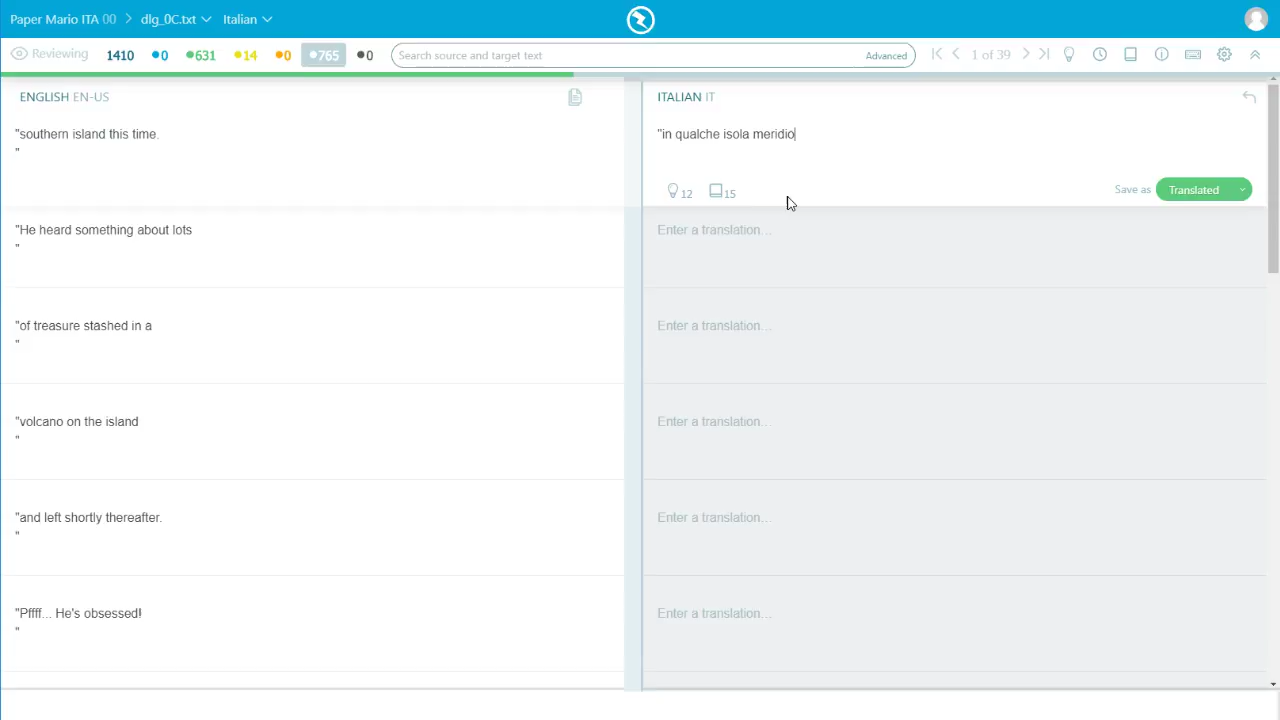 Paper Mario ITA 00 > dlg_0C.txt Italian
Reviewing 1410 0 631 14 0 765 0 Search source and target text Advanced 1 of 39
ENGLISH EN-US
ITALIAN IT
"southern island this time.
"
"in qualche isola meridio
12 15 Save as Translated
"He heard something about lots
"
Enter a translation...
"of treasure stashed in a
"
Enter a translation...
"volcano on the island
"
Enter a translation...
"and left shortly thereafter.
"
Enter a translation...
"Pffff... He's obsessed!
"
Enter a translation...